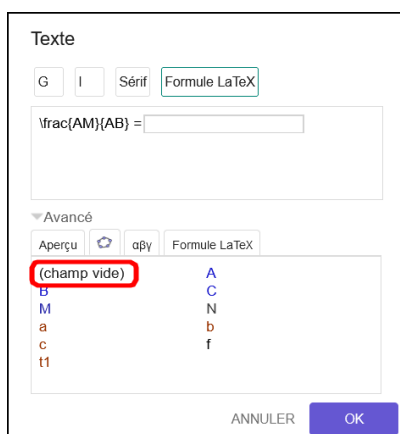 Texte
G I Sérif Formule LaTeX
\frac{AM}{AB} =
Avancé
Aperçu αβγ Formule LaTeX
(champ vide) A
B C
M N
a b
c f
t1
ANNULER OK